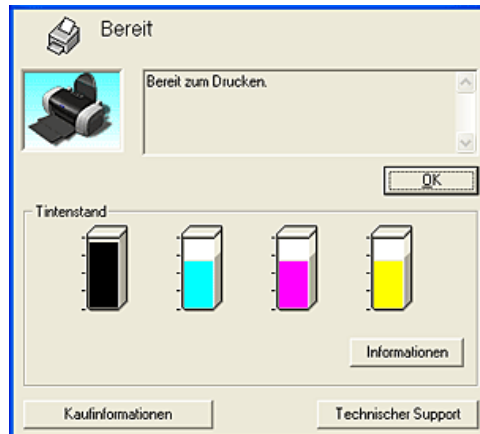 Bereit
Bereit zum Drucken.
OK
Tintenstand
Informationen
Kaufinformationen
Technischer Support